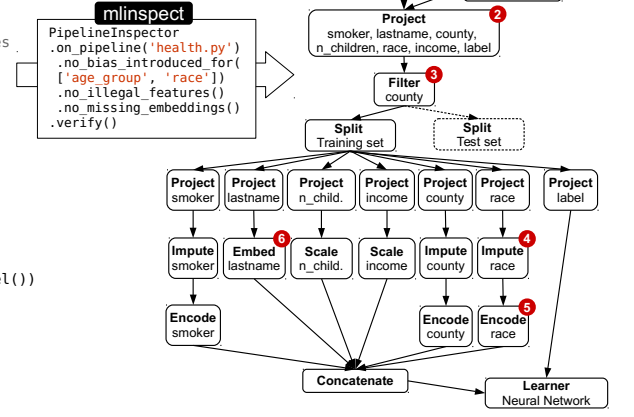 mlinspect
es
PipelineInspector
.on_pipeline('health.py')
.no_bias_introduced_for(
['age_group', 'race'])
.no_illegal_features()
.no_missing_embeddings()
.verify()
el())
2
Project
smoker, lastname, county,
n_children, race, income, label
3
Filter
county
Split
Training set
Split
Test set
Project
smoker
Project
lastname
Project
n_child.
Project
income
Project
county
Project
race
Project
label
Impute
smoker
6
Embed
lastname
Scale
n_child.
Scale
income
Impute
county
4
Impute
race
Encode
smoker
Encode
county
5
Encode
race
Concatenate
Learner
Neural Network